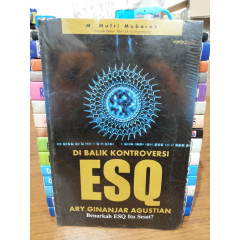 M. Mufti Mubarok
DI BALIK KONTROVERSI
ESQ
ARY GINANJAR AGUSTIAN
Benarkah ESQ Itu Sesat?